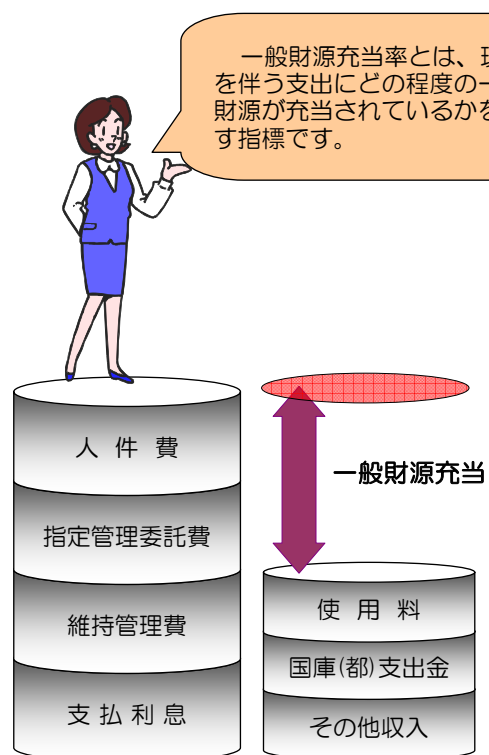 一般財源充当率とは、現
を伴う支出にどの程度の一
財源が充当されているかを
す指標です。
人 件 費
指定管理委託費
維持管理費
支 払 利 息
一般財源充当
使 用 料
国庫(都)支出金
その他収入